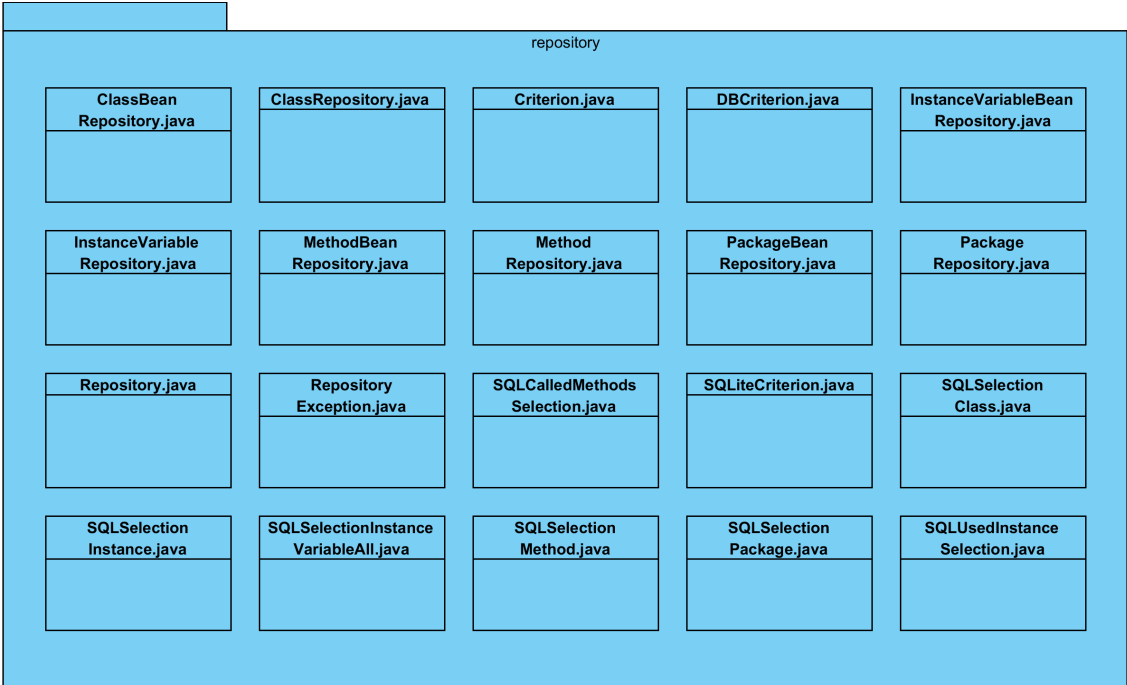 repository
ClassBean
Repository.java
ClassRepository.java
Criterion.java
DBCriterion.java
InstanceVariableBean
Repository.java
InstanceVariable
Repository.java
MethodBean
Repository.java
Method
Repository.java
PackageBean
Repository.java
Package
Repository.java
Repository.java
Repository
Exception.java
SQLCalledMethods
Selection.java
SQLiteCriterion.java
SQLSelection
Class.java
SQLSelection
Instance.java
SQLSelectionInstance
VariableAll.java
SQLSelection
Method.java
SQLSelection
Package.java
SQLUsedInstance
Selection.java